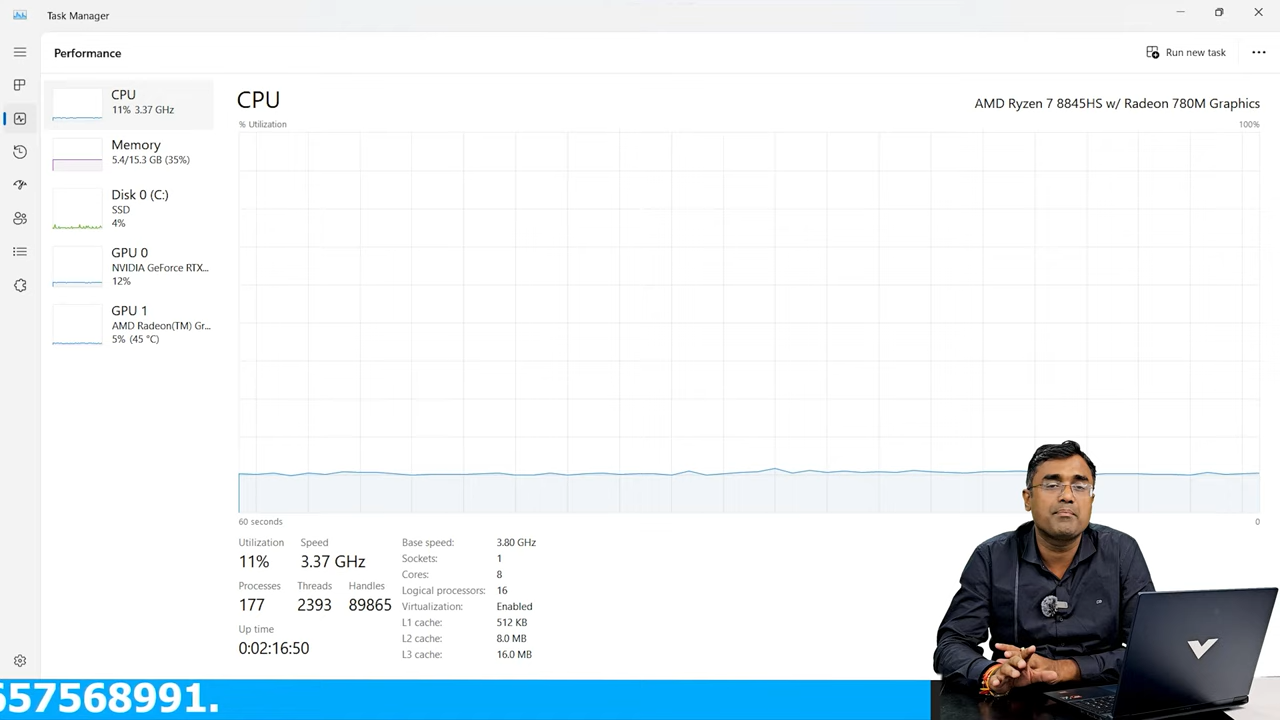 Task Manager
Performance
Run new task
CPU
11% 3.37 GHz
Memory
5.4/15.3 GB (35%)
Disk 0 (C:)
SSD
4%
GPU 0
NVIDIA GeForce RTX...
12%
GPU 1
AMD Radeon(TM) Gr...
5% (45 °C)
CPU
AMD Ryzen 7 8845HS w/ Radeon 780M Graphics
% Utilization
100%
60 seconds
0
Utilization
11%
Speed
3.37 GHz
Processes
177
Threads
2393
Handles
89865
Up time
0:02:16:50
Base speed: 3.80 GHz
Sockets: 1
Cores: 8
Logical processors: 16
Virtualization: Enabled
L1 cache: 512 KB
L2 cache: 8.0 MB
L3 cache: 16.0 MB
657568991.